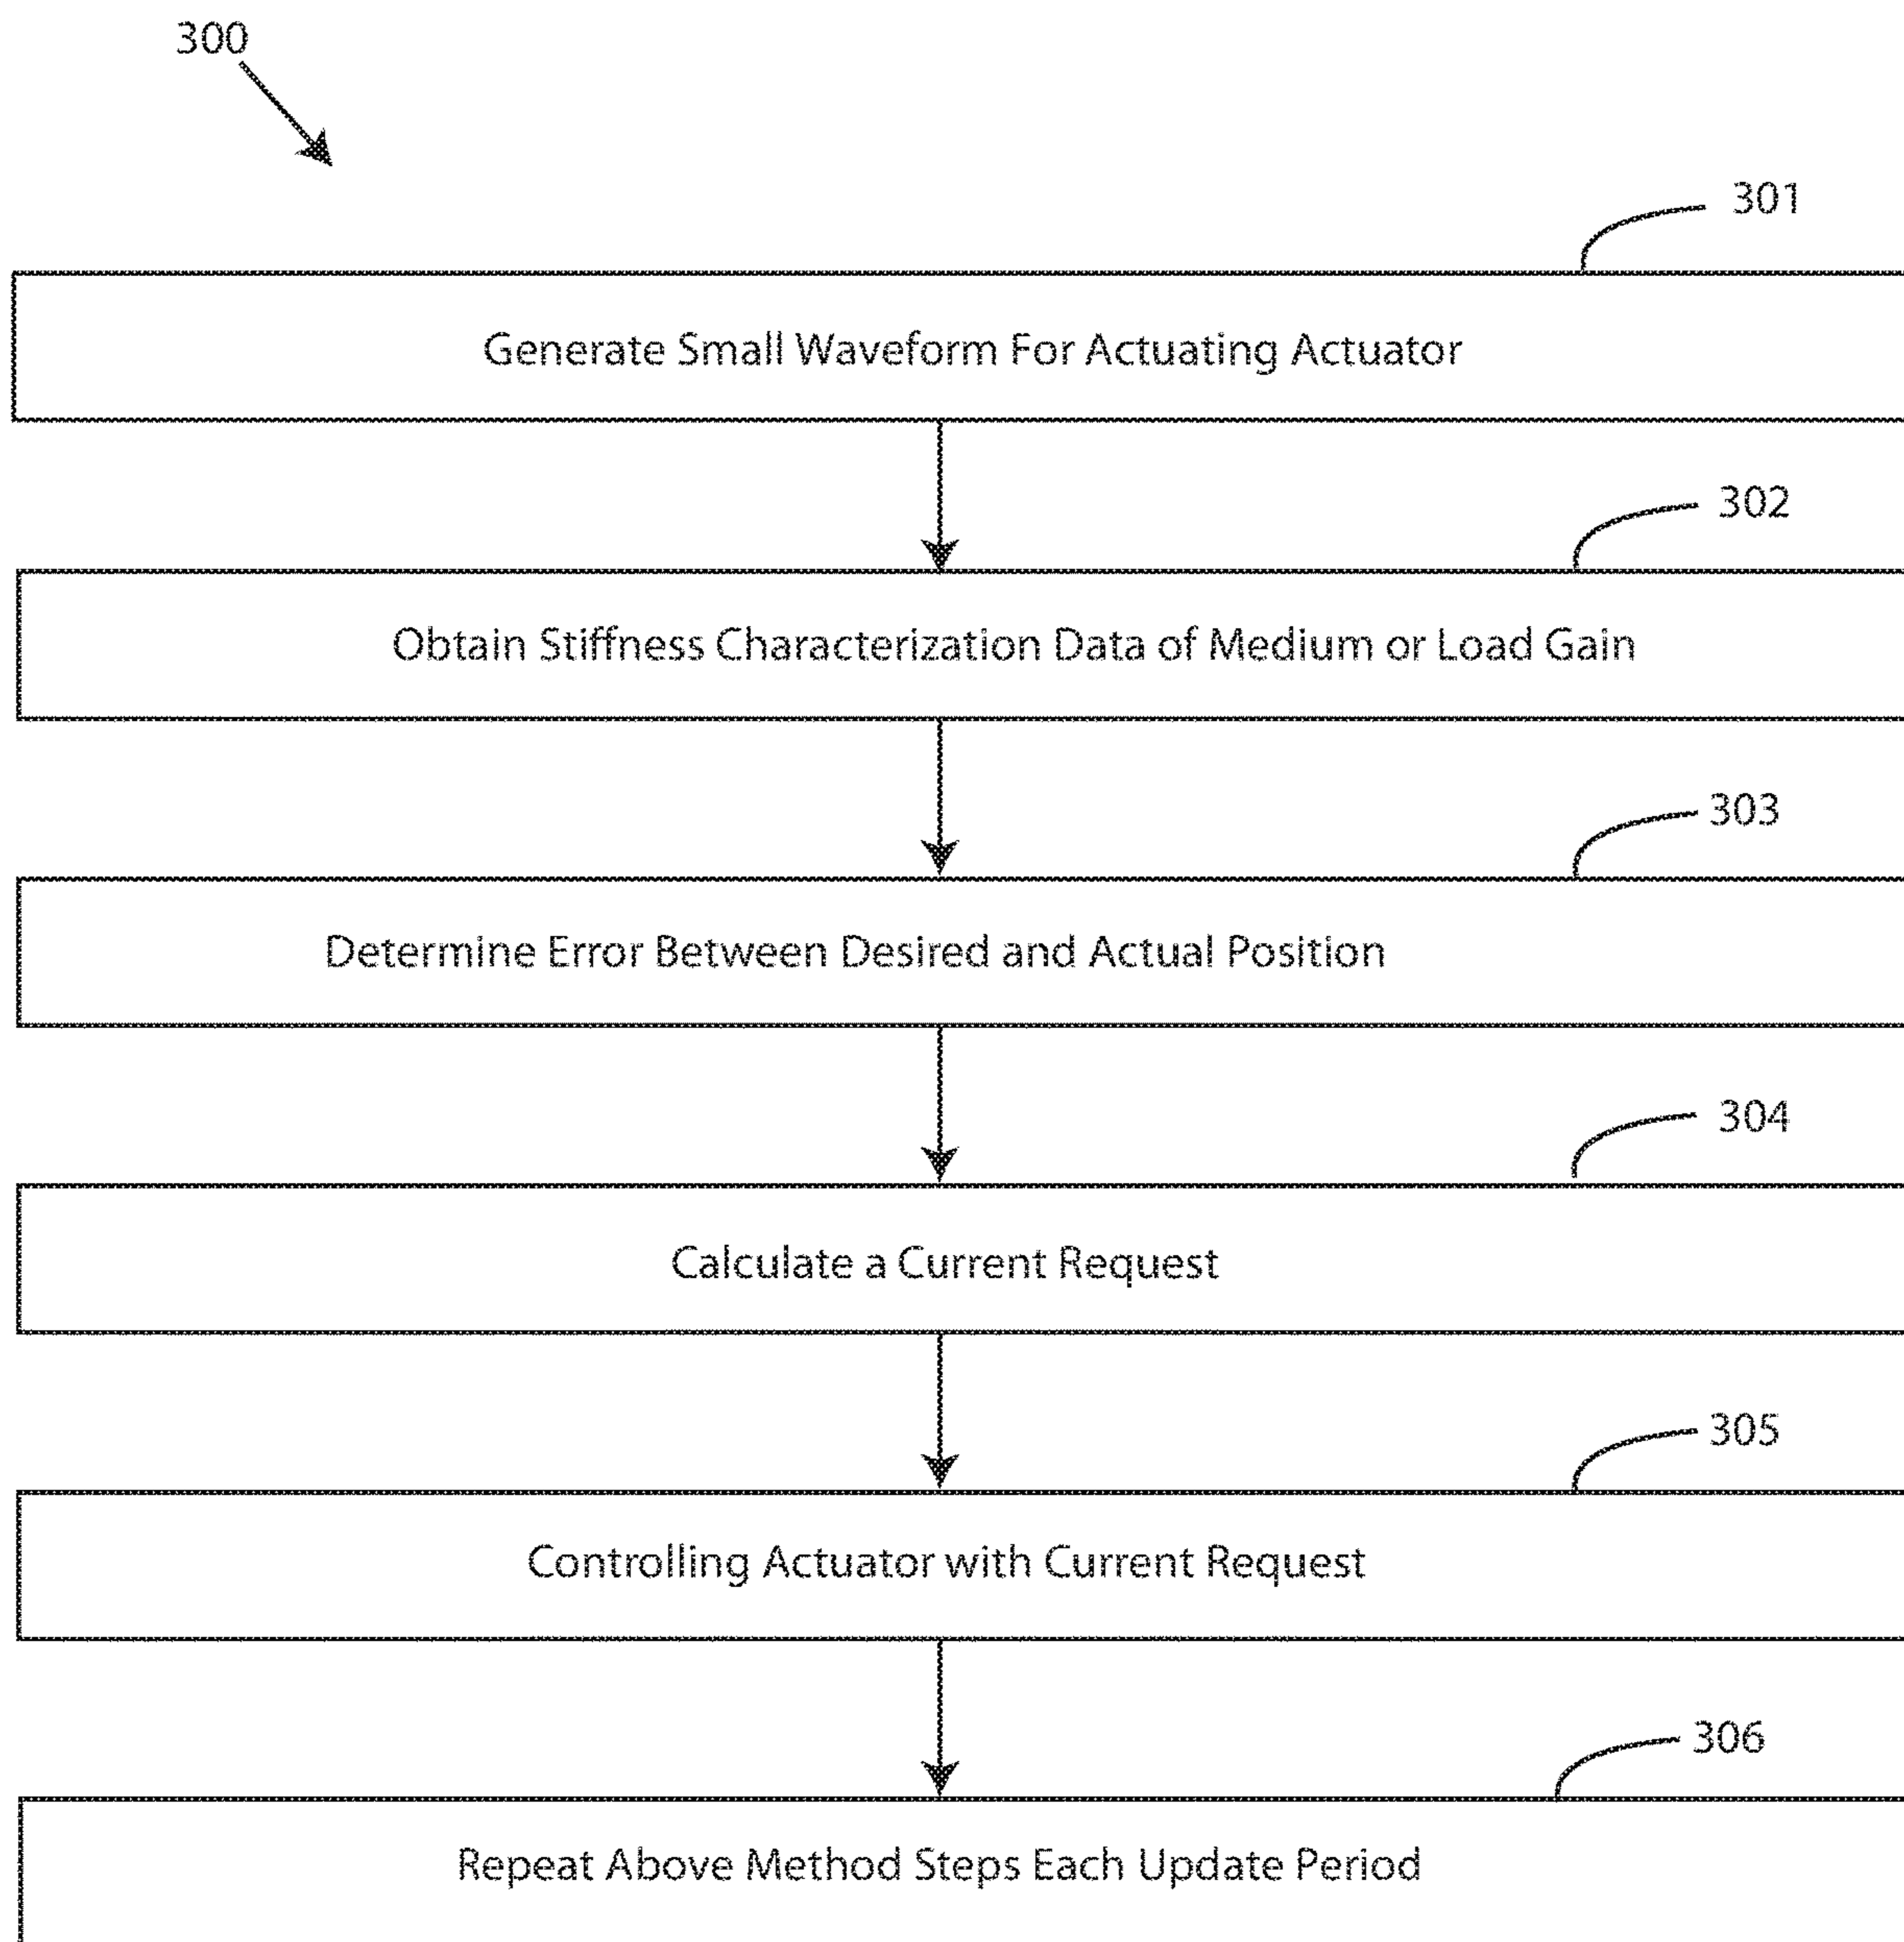 300
301
Generate Small Waveform For Actuating Actuator
302
Obtain Stiffness Characterization Data of Medium or Load Gain
303
Determine Error Between Desired and Actual Position
304
Calculate a Current Request
305
Controlling Actuator with Current Request
306
Repeat Above Method Steps Each Update Period